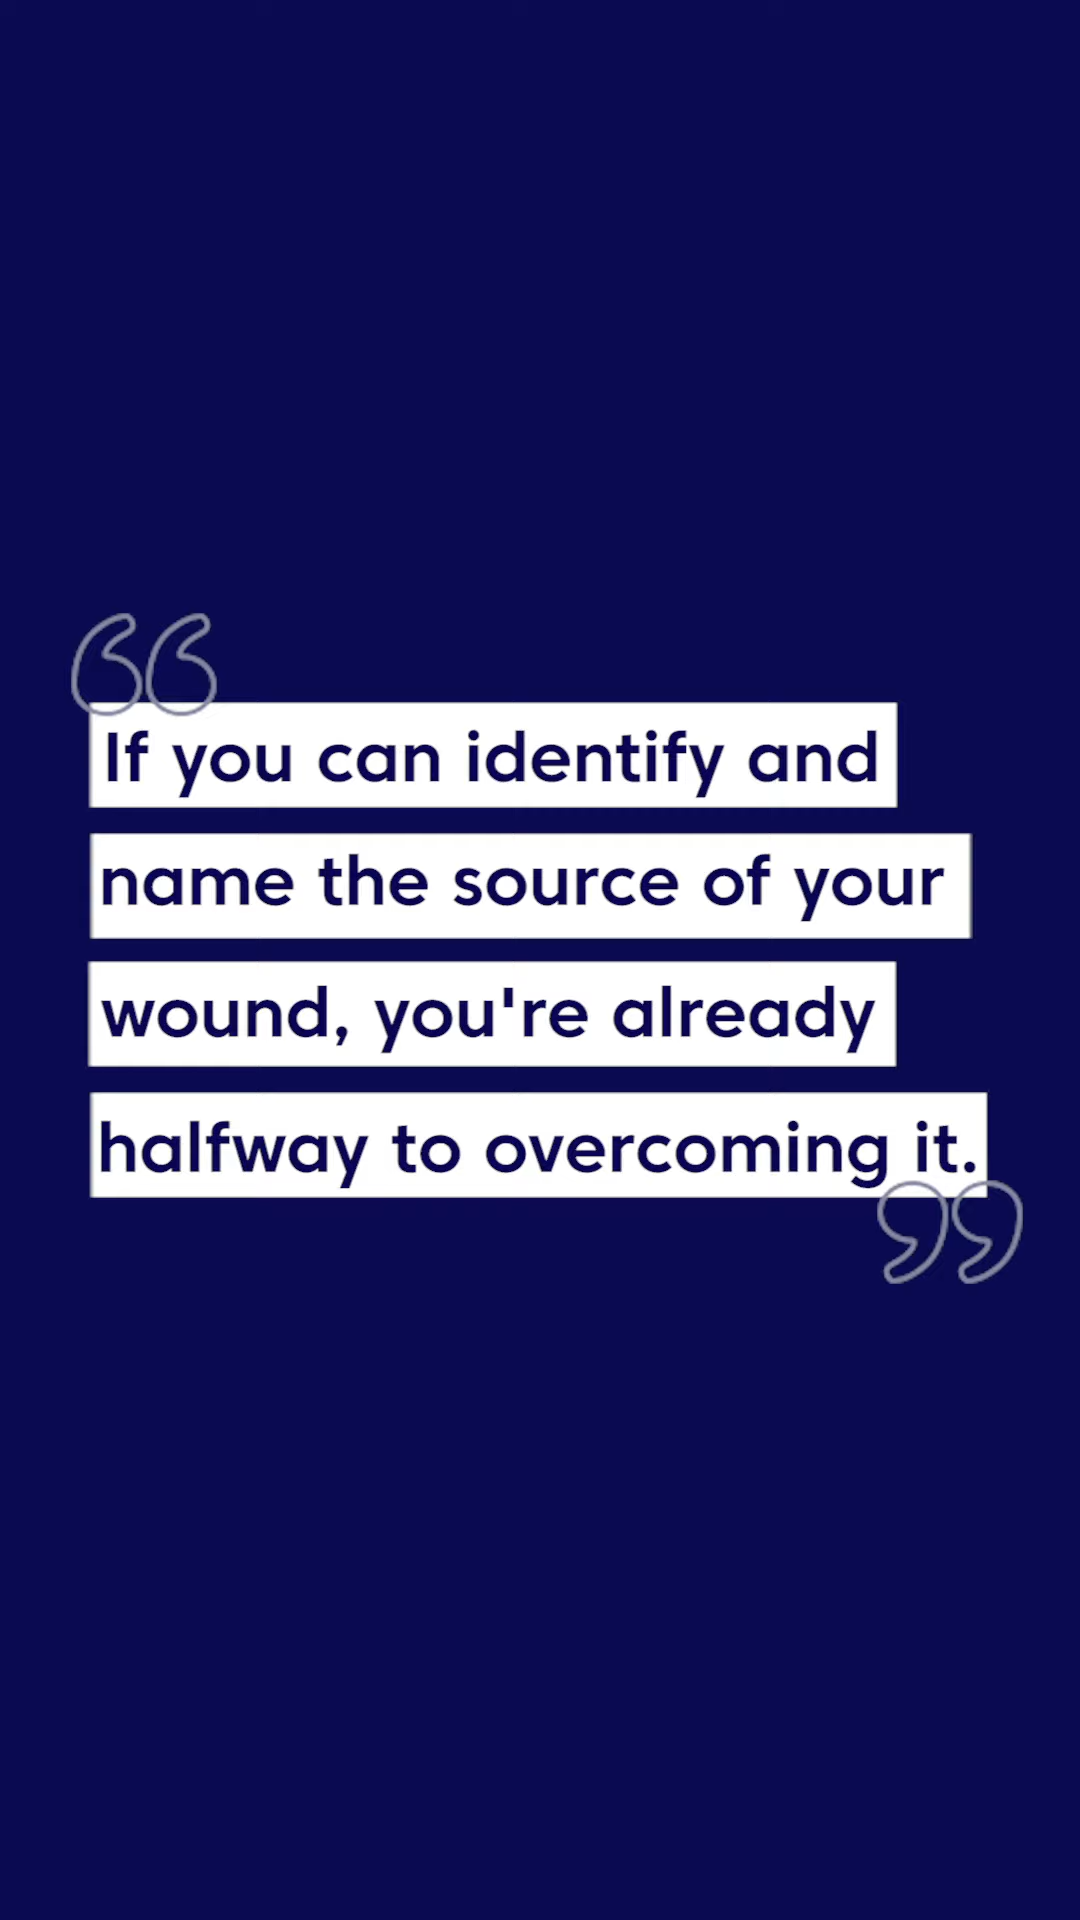 “
If you can identify and
name the source of your
wound, you're already
halfway to overcoming it.
”